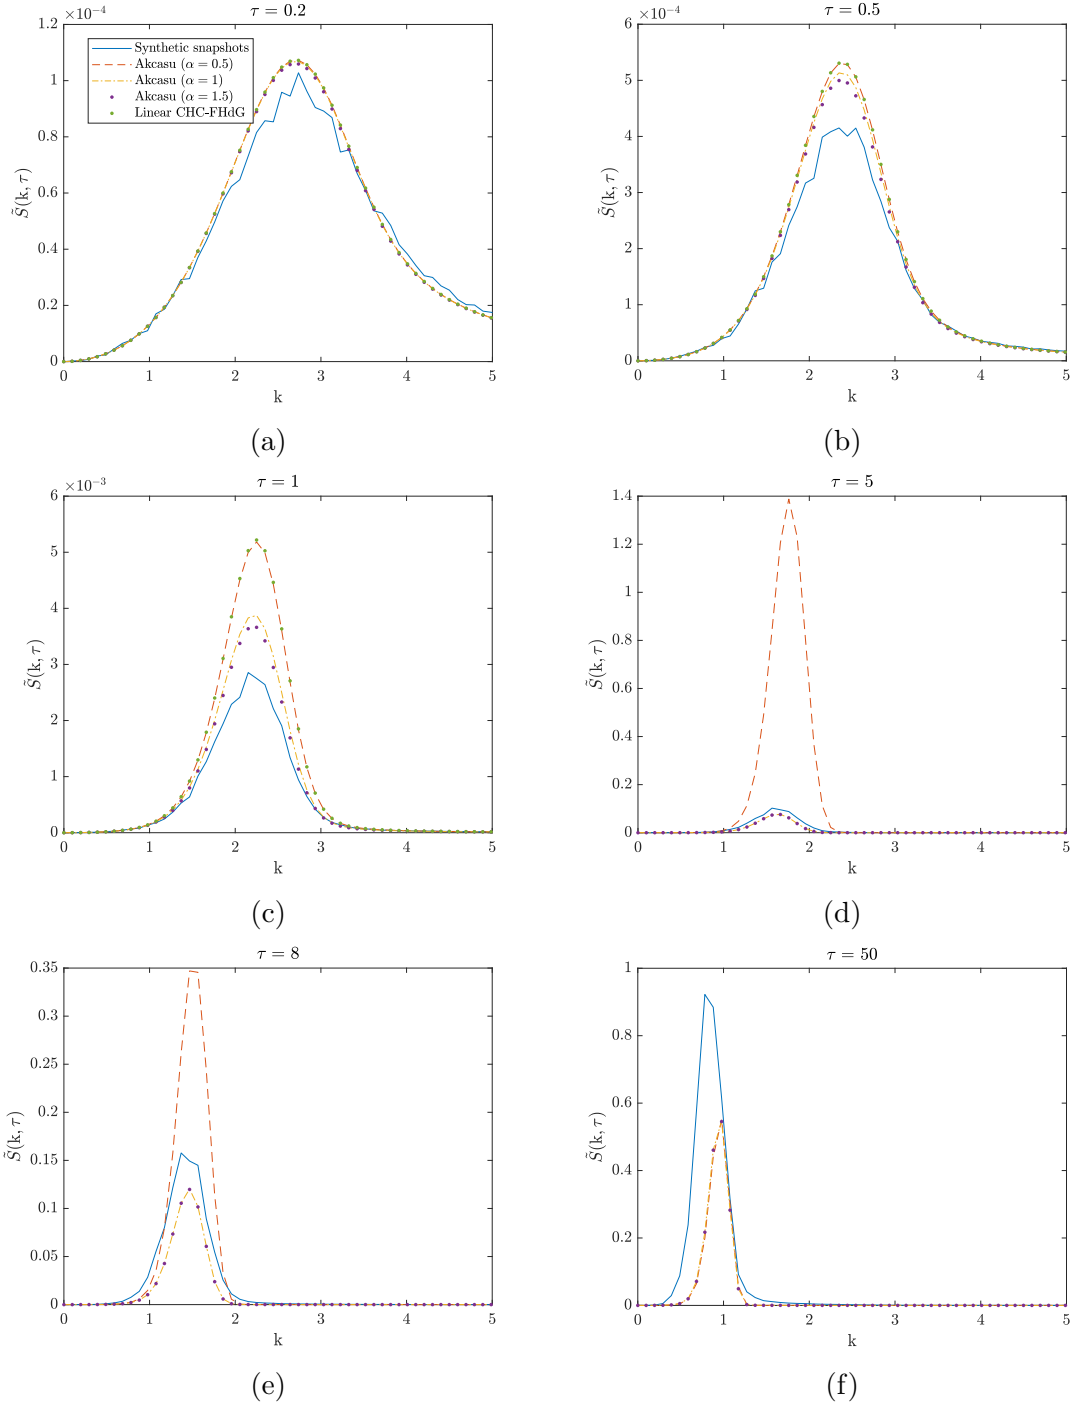 ×10⁻⁴
τ = 0.2
1.2
1
0.8
0.6
0.4
0.2
0
S̃(k, τ)
Synthetic snapshots
Akcasu (α = 0.5)
Akcasu (α = 1)
Akcasu (α = 1.5)
Linear CHC-FHdG
0 1 2 3 4 5
k
(a)
×10⁻⁴
τ = 0.5
6
5
4
3
2
1
0
S̃(k, τ)
0 1 2 3 4 5
k
(b)
×10⁻³
τ = 1
6
5
4
3
2
1
0
S̃(k, τ)
0 1 2 3 4 5
k
(c)
τ = 5
1.4
1.2
1
0.8
0.6
0.4
0.2
0
S̃(k, τ)
0 1 2 3 4 5
k
(d)
τ = 8
0.35
0.3
0.25
0.2
0.15
0.1
0.05
0
S̃(k, τ)
0 1 2 3 4 5
k
(e)
τ = 50
1
0.8
0.6
0.4
0.2
0
S̃(k, τ)
0 1 2 3 4 5
k
(f)